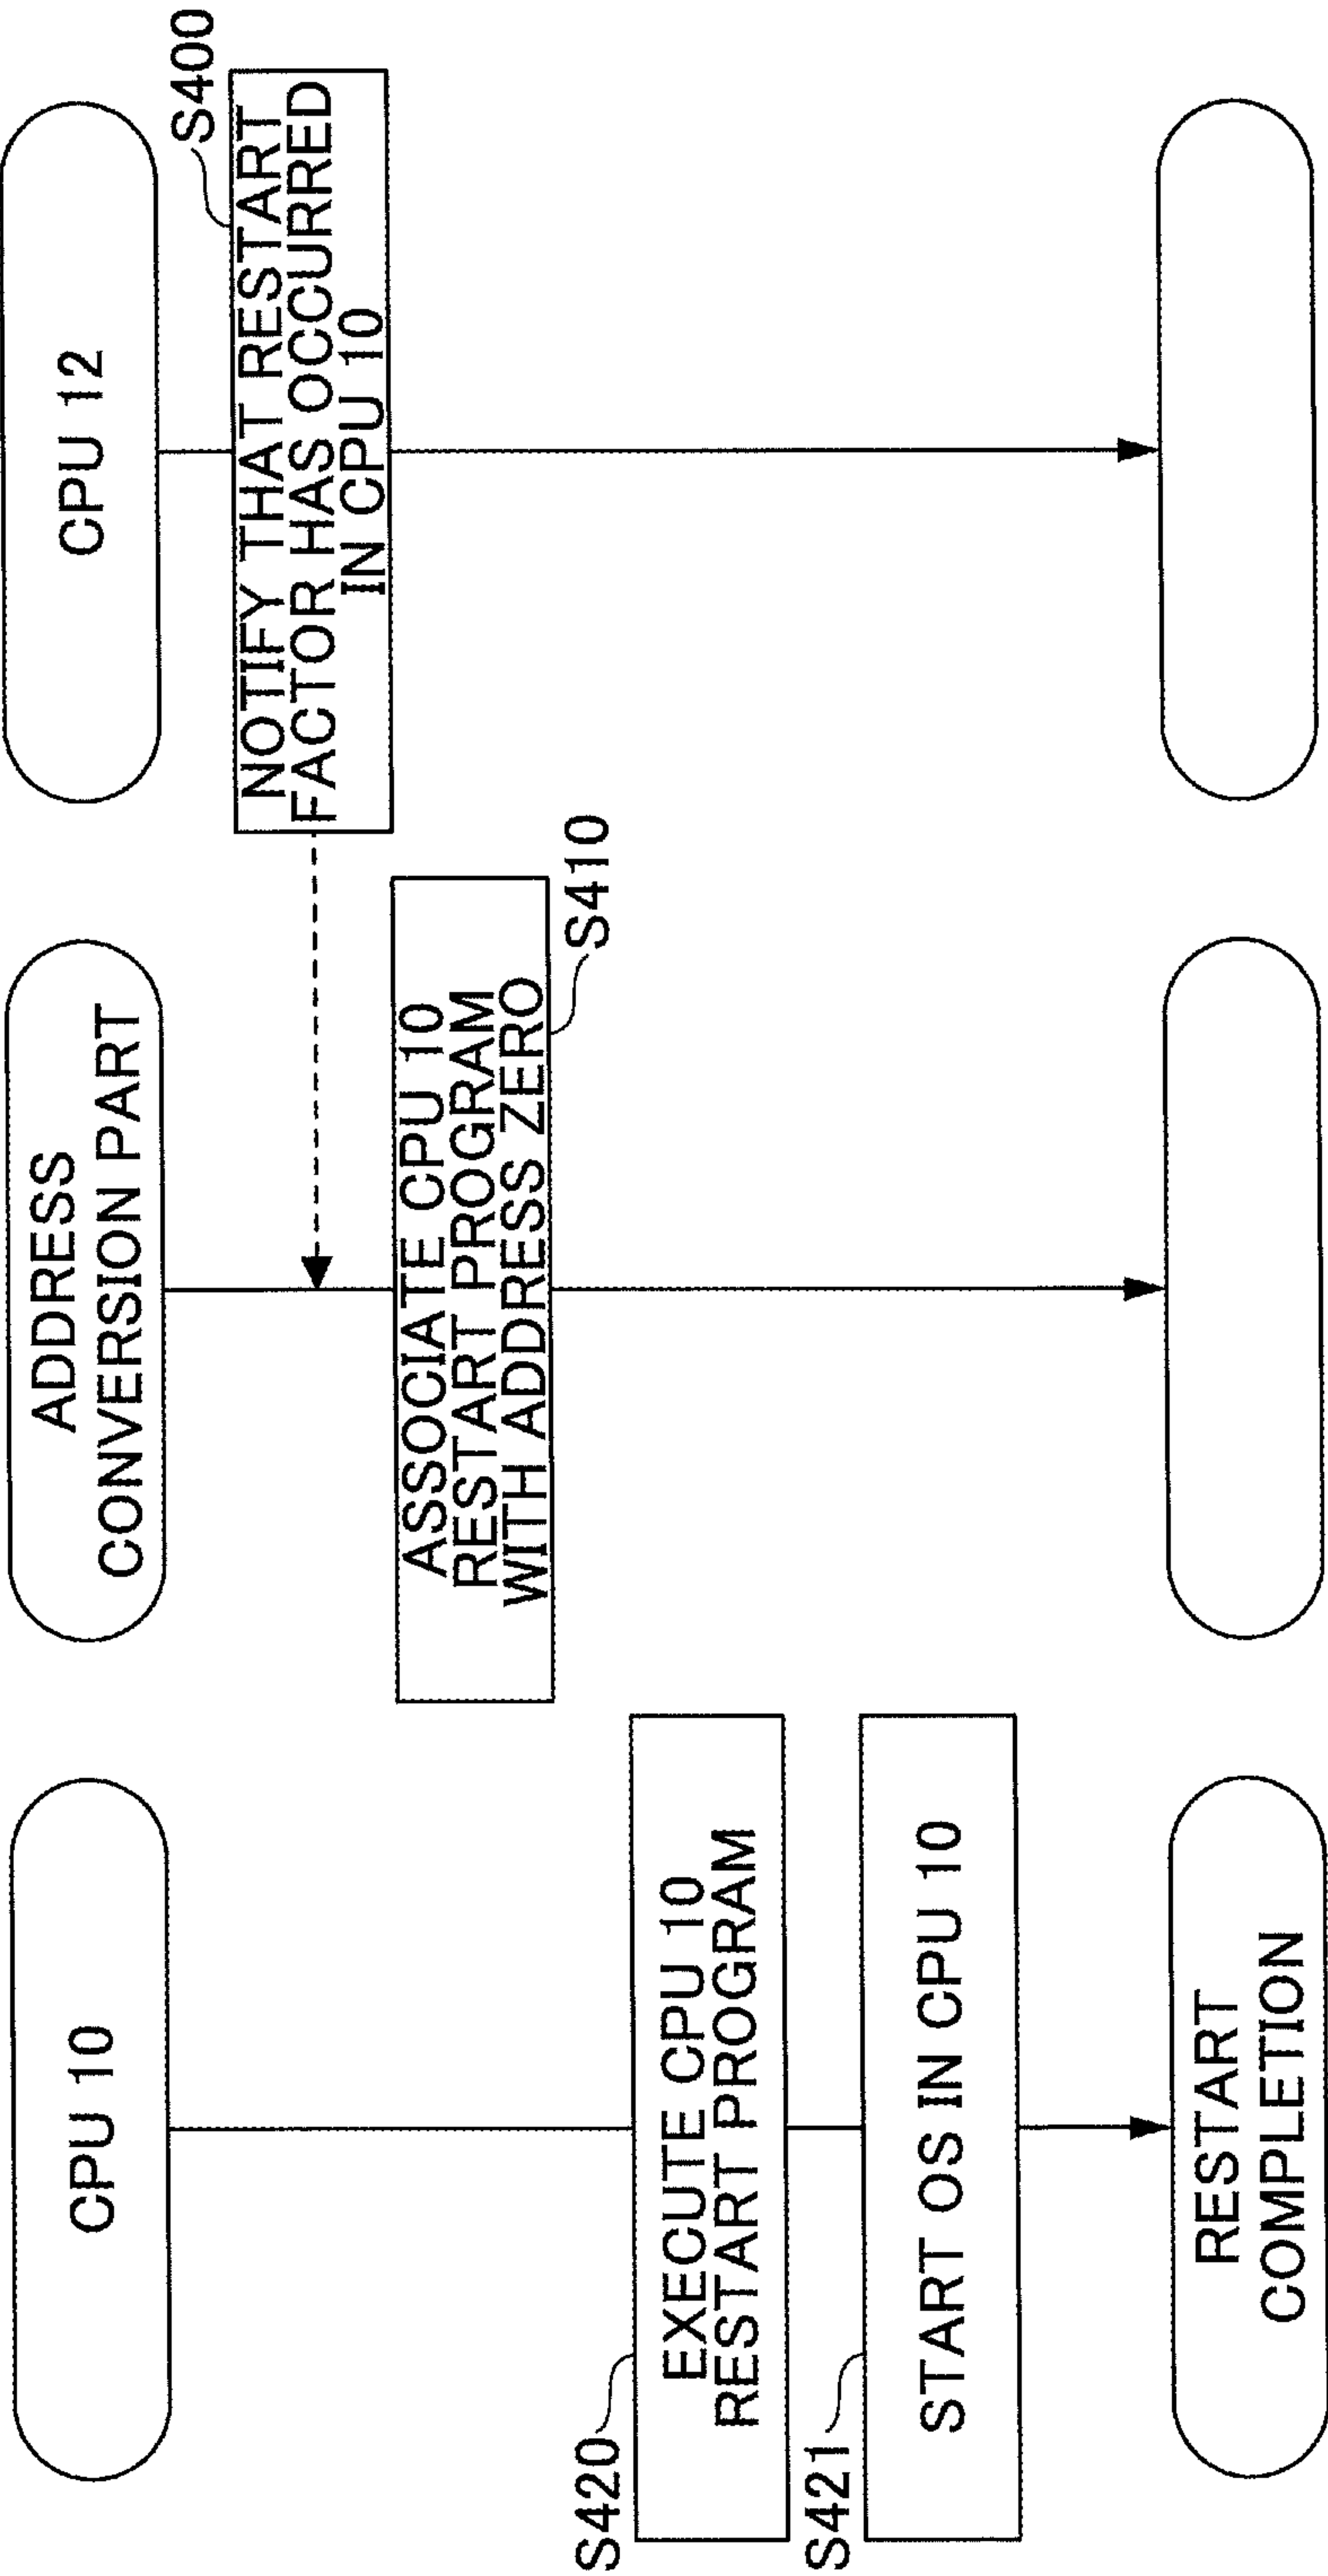 CPU 10
ADDRESS
CONVERSION PART
CPU 12
S400
NOTIFY THAT RESTART
FACTOR HAS OCCURRED
IN CPU 10
ASSOCIATE CPU 10
RESTART PROGRAM
WITH ADDRESS ZERO
S410
S420
EXECUTE CPU 10
RESTART PROGRAM
S421
START OS IN CPU 10
RESTART
COMPLETION